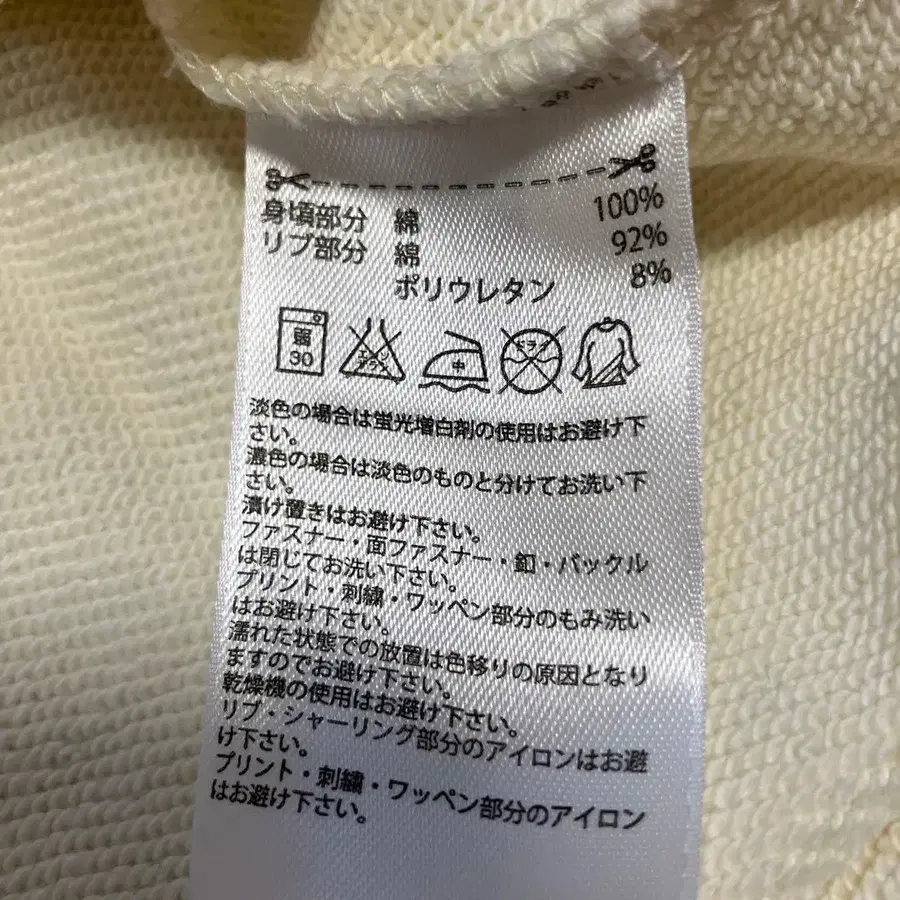 身頃部分 綿 100%
リブ部分 綿 92%
ポリウレタン 8%
弱 30
エンソ サラシ
中
ドライ
淡色の場合は蛍光増白剤の使用はお避け下
さい。
濃色の場合は淡色のものと分けてお洗い下
さい。
漬け置きはお避け下さい。
ファスナー・面ファスナー・釦・バックル
は閉じてお洗い下さい。
プリント・刺繍・ワッペン部分のもみ洗い
はお避け下さい。
濡れた状態での放置は色移りの原因となり
ますのでお避け下さい。
乾燥機の使用はお避け下さい。
リブ・シャーリング部分のアイロンはお避
け下さい。
プリント・刺繍・ワッペン部分のアイロン
はお避け下さい。